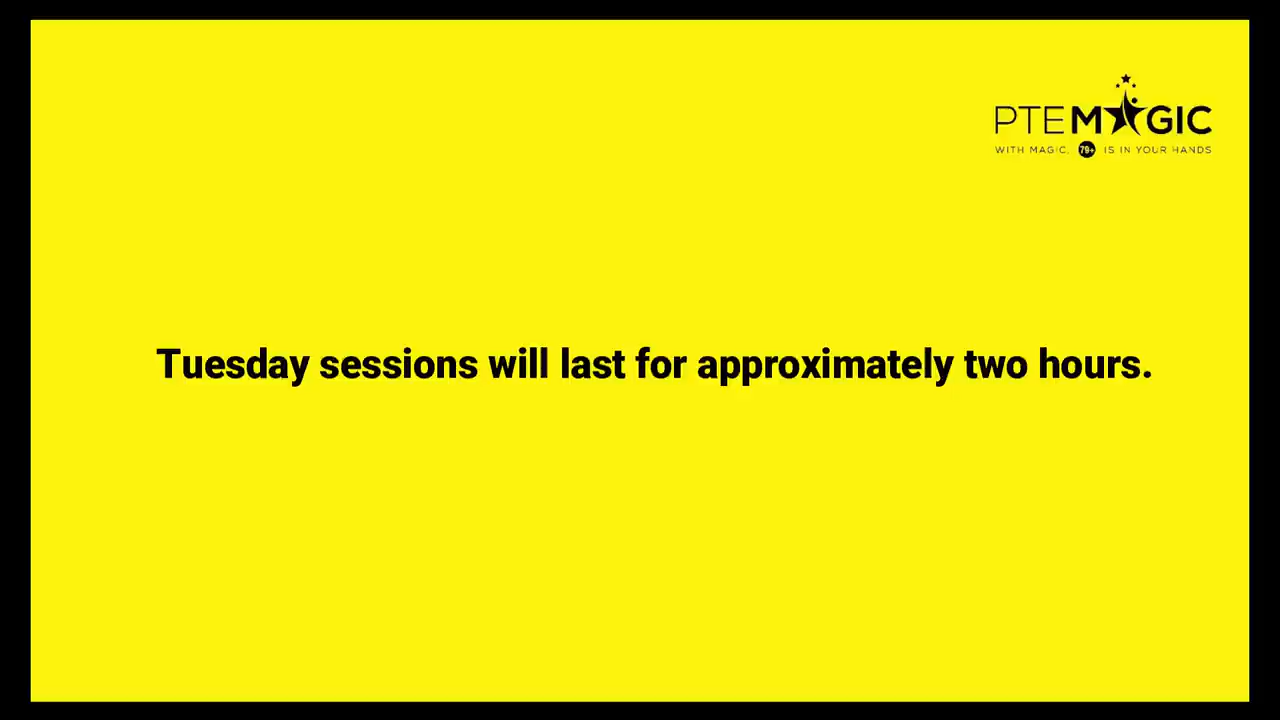 PTEMAGIC
WITH MAGIC, 79+ IS IN YOUR HANDS
Tuesday sessions will last for approximately two hours.